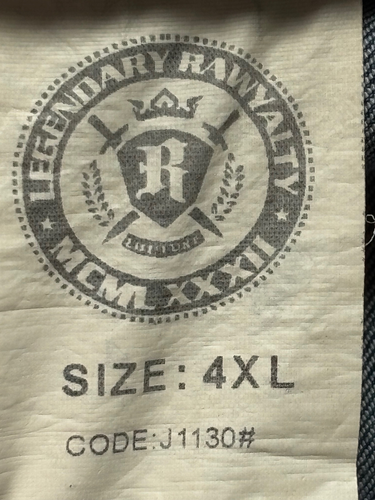 LEGENDARY RAWYALTY
R
MCMLXXXII
SIZE: 4XL
CODE:J1130#